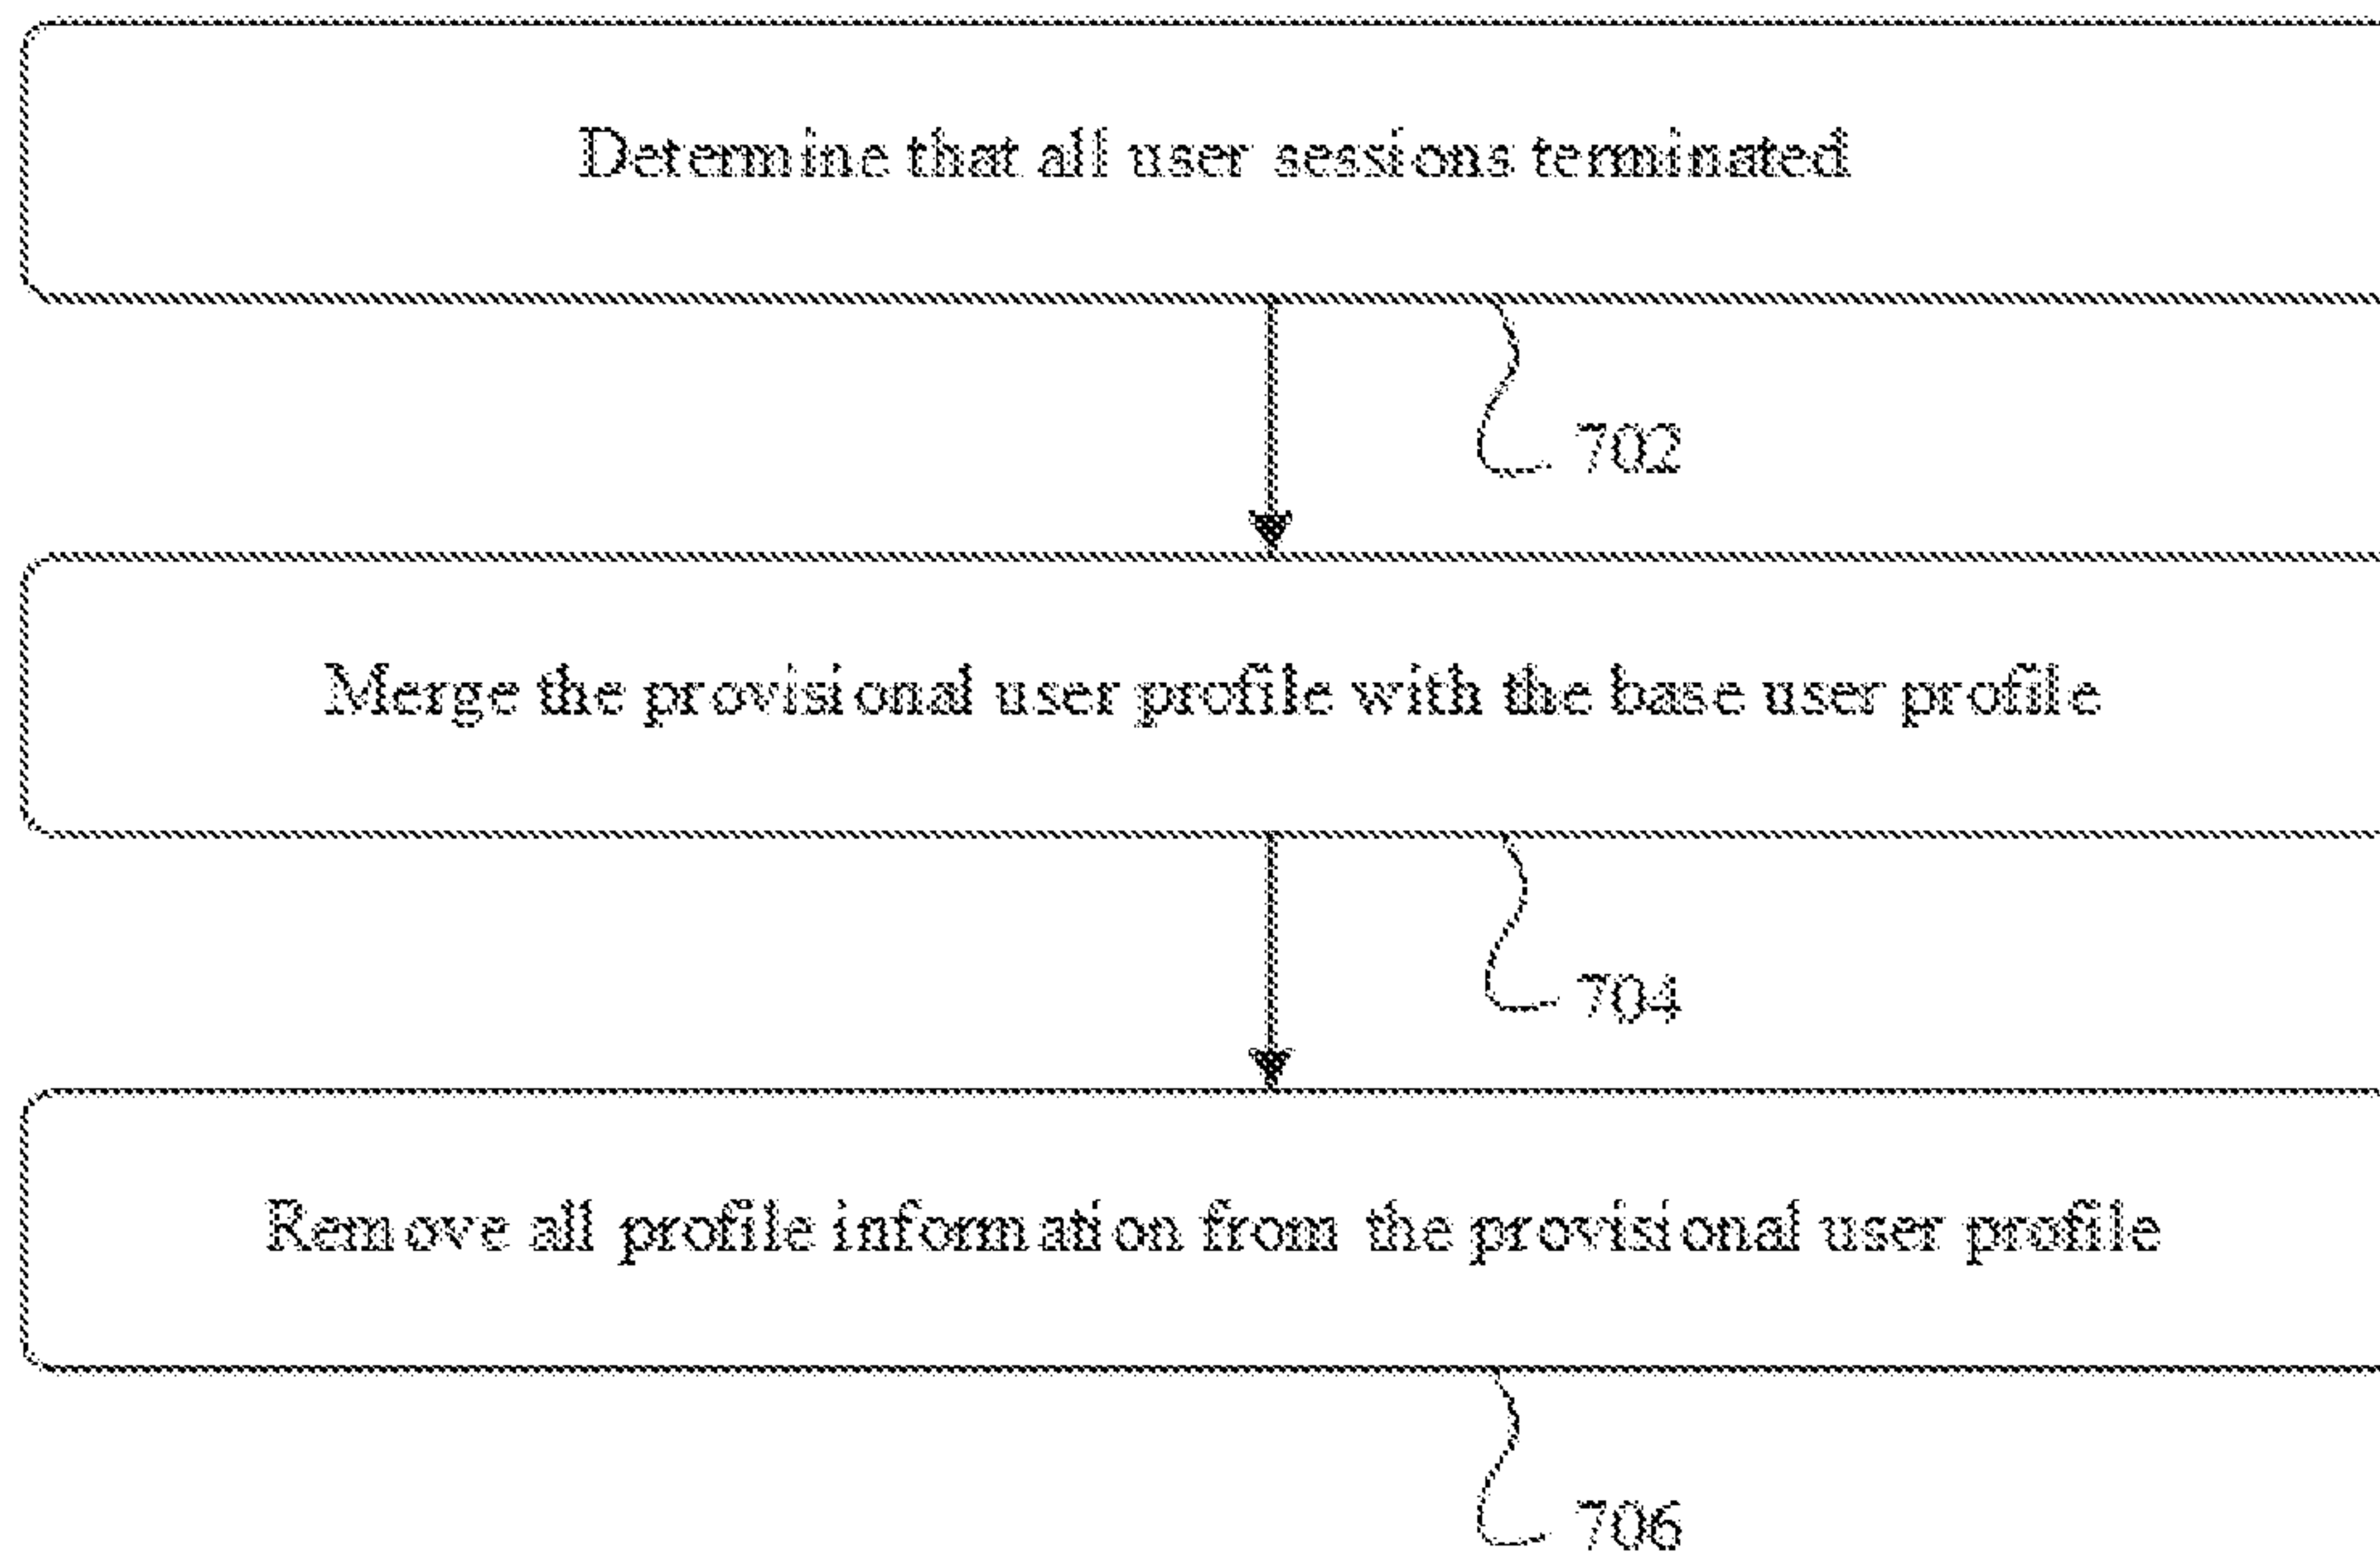 Determine that all user sessions terminated
702
Merge the provisional user profile with the base user profile
704
Remove all profile information from the provisional user profile
706